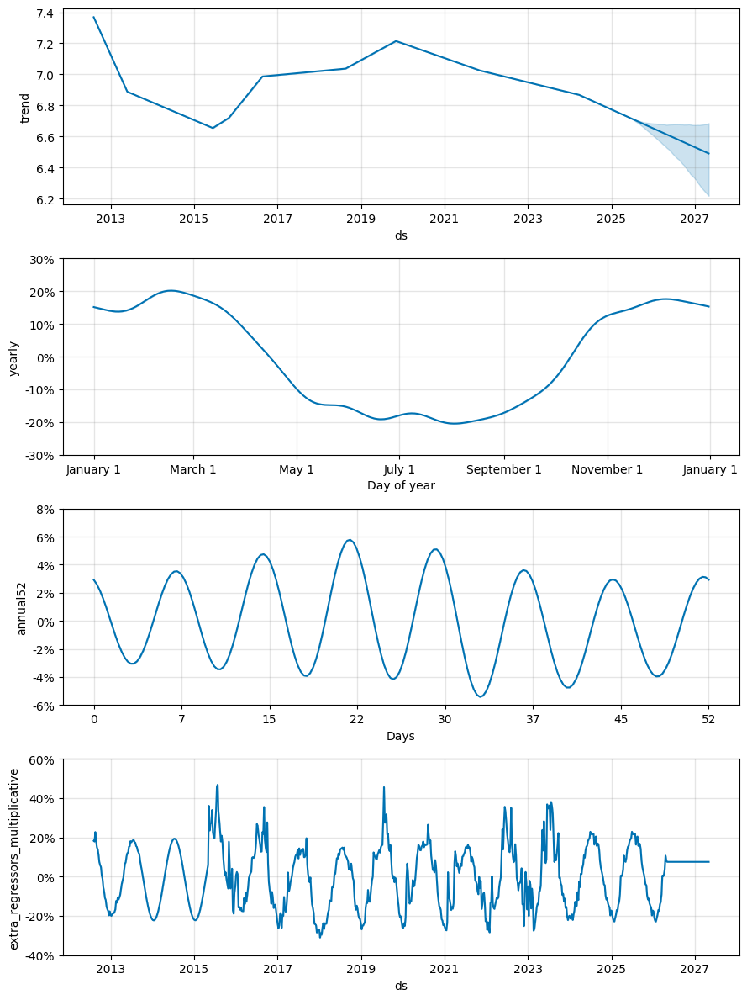 trend
7.4
7.2
7.0
6.8
6.6
6.4
6.2
2013 2015 2017 2019 2021 2023 2025 2027
ds
yearly
30%
20%
10%
0%
-10%
-20%
-30%
January 1 March 1 May 1 July 1 September 1 November 1 January 1
Day of year
annual52
8%
6%
4%
2%
0%
-2%
-4%
-6%
0 7 15 22 30 37 45 52
Days
extra_regressors_multiplicative
60%
40%
20%
0%
-20%
-40%
2013 2015 2017 2019 2021 2023 2025 2027
ds